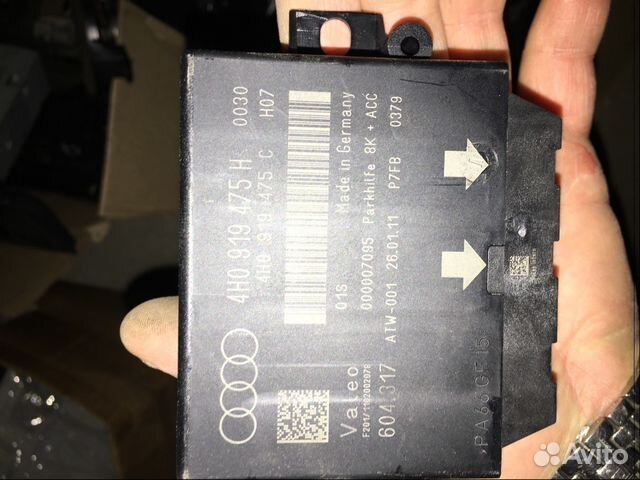 4H0 919 475 H 0030
4H0 919 475 C H07
01S Made in Germany
000007095 Parkhilfe 8K + ACC
ATW-001 26.01.11 P7FB 0379
Valeo
604.317
Avito